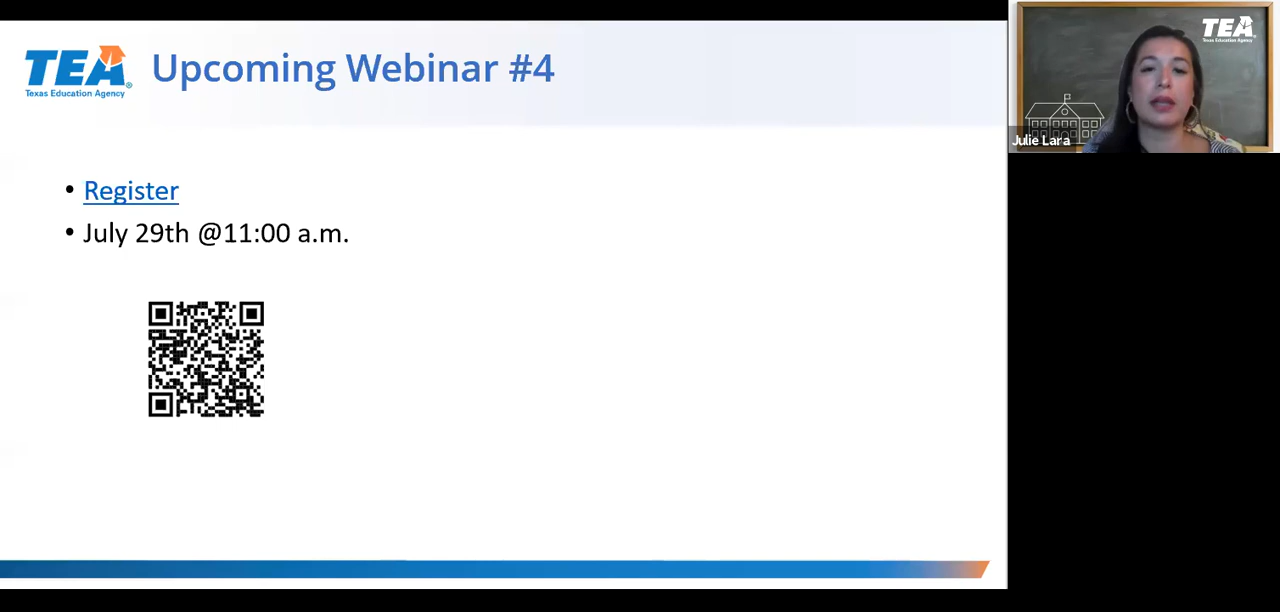 TEA
Texas Education Agency
Upcoming Webinar #4
• Register
• July 29th @11:00 a.m.
TEA
Texas Education Agency
Julie Lara